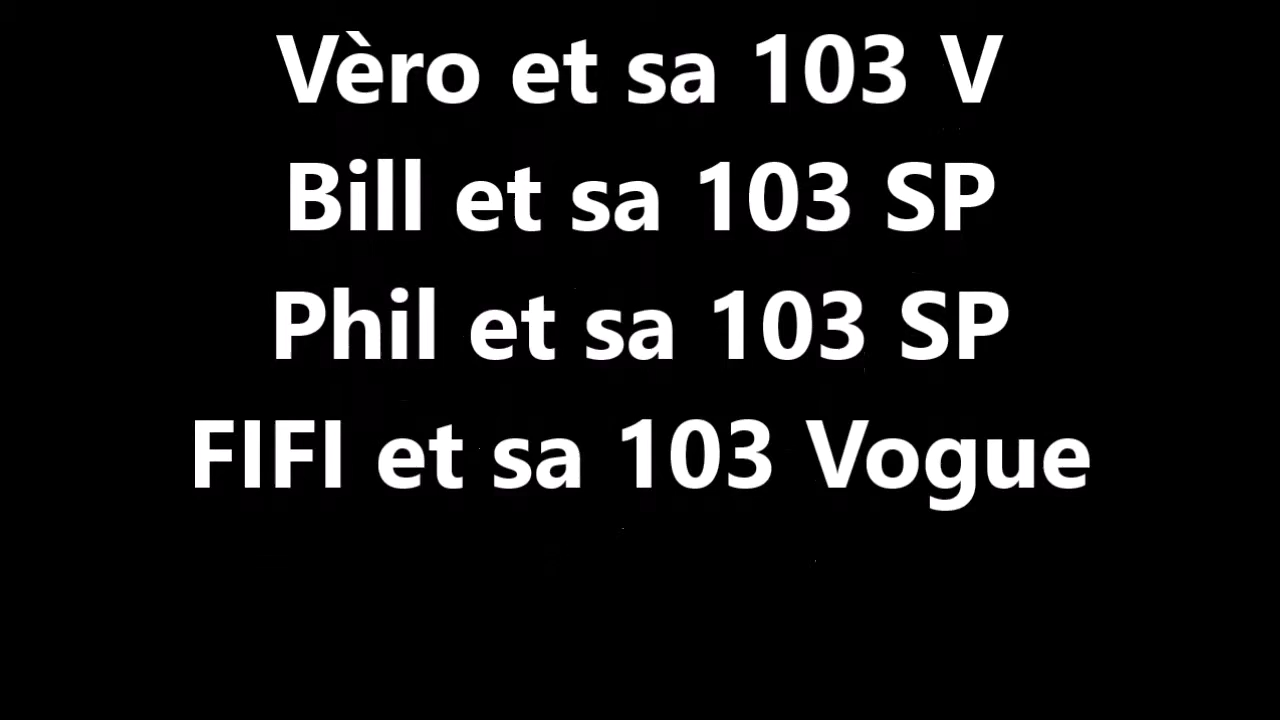 Vèro et sa 103 V
Bill et sa 103 SP
Phil et sa 103 SP
FIFI et sa 103 Vogue